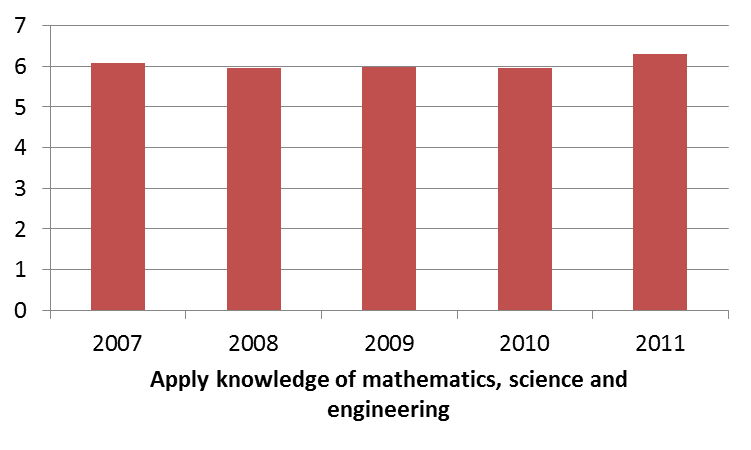 7
6
5
4
3
2
1
0
2007 2008 2009 2010 2011
Apply knowledge of mathematics, science and
engineering